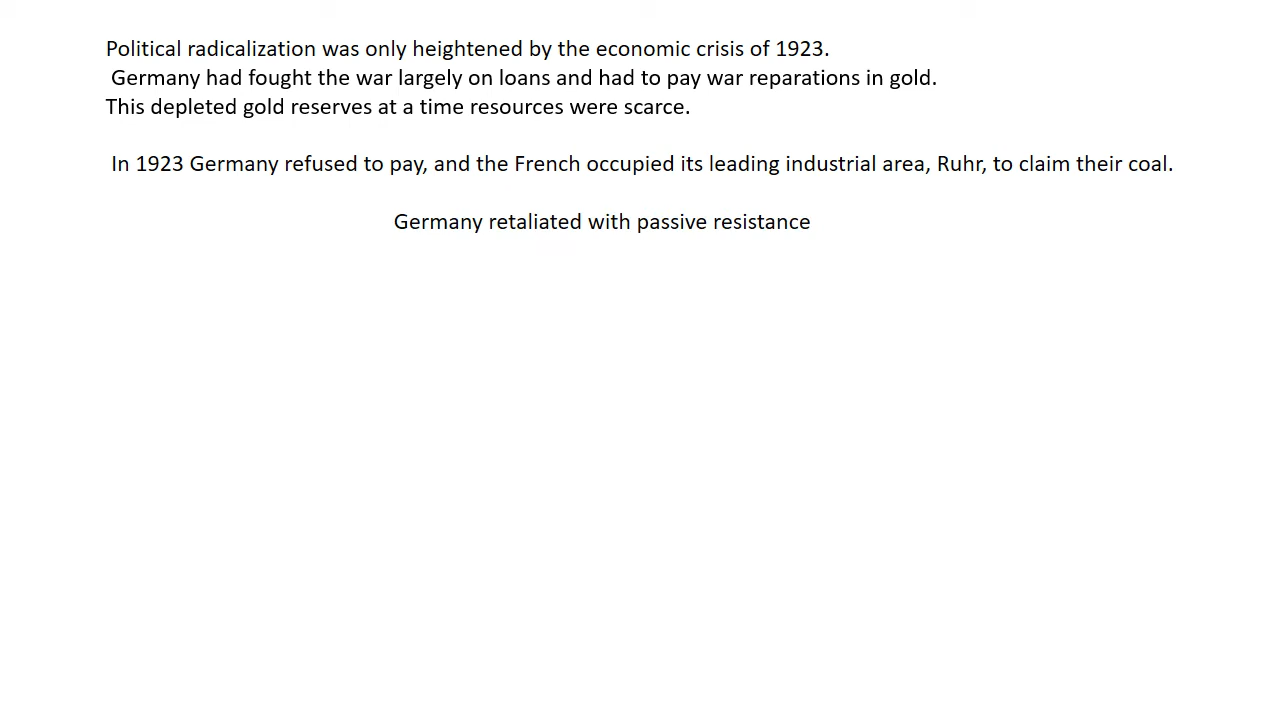 Political radicalization was only heightened by the economic crisis of 1923.
Germany had fought the war largely on loans and had to pay war reparations in gold.
This depleted gold reserves at a time resources were scarce.
In 1923 Germany refused to pay, and the French occupied its leading industrial area, Ruhr, to claim their coal.
Germany retaliated with passive resistance